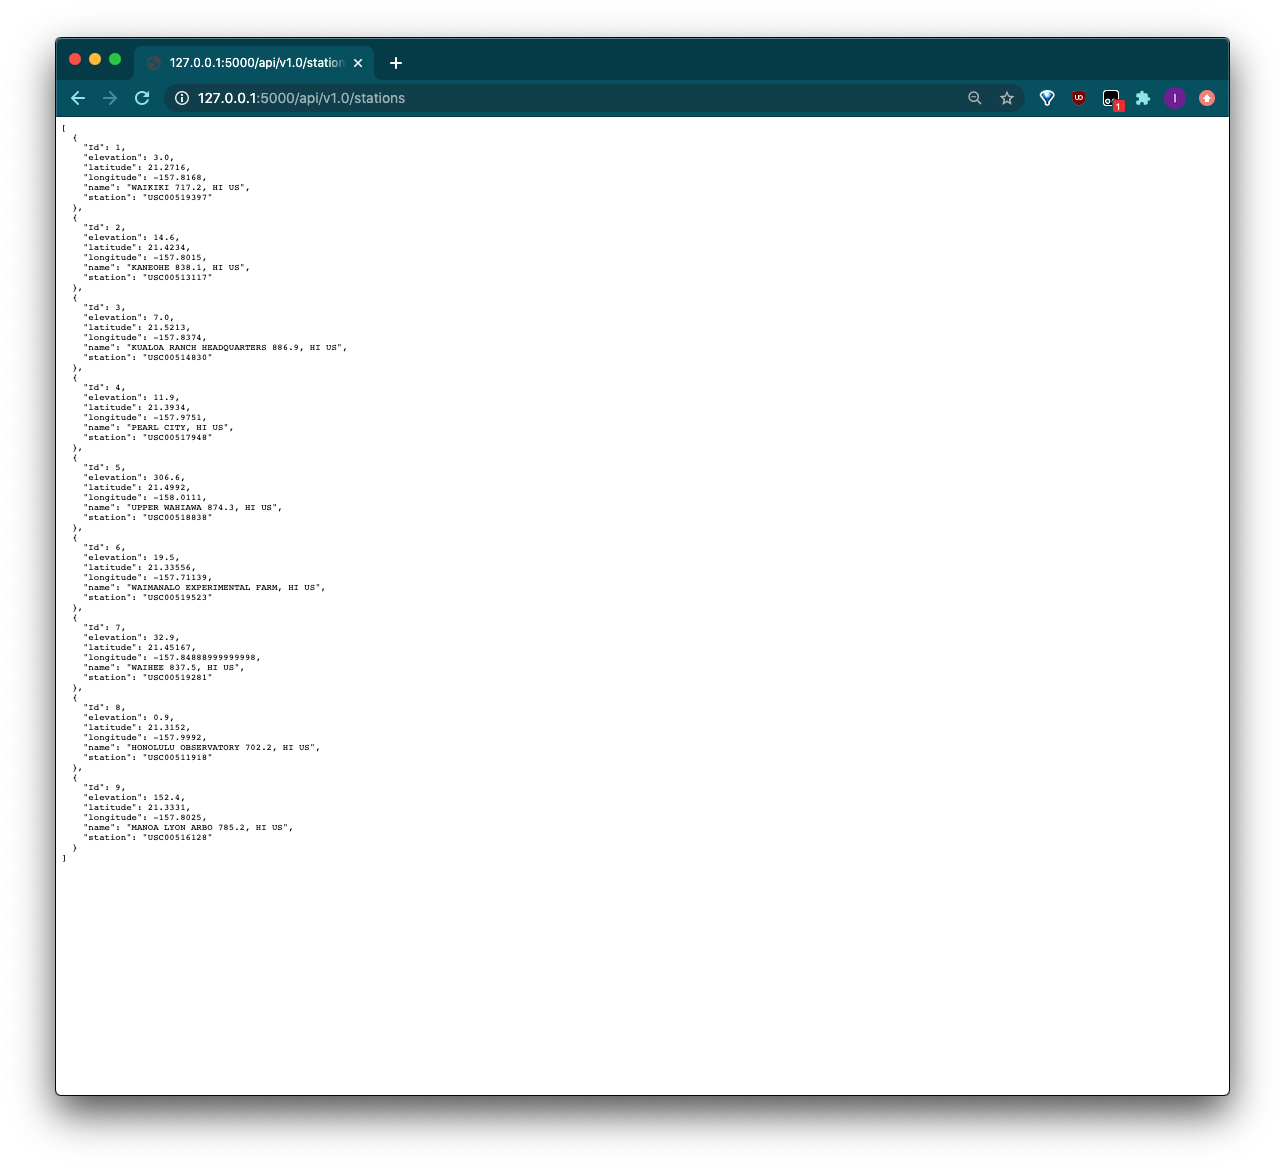 127.0.0.1:5000/api/v1.0/station
127.0.0.1:5000/api/v1.0/stations
1
I
[
  {
    "Id": 1,
    "elevation": 3.0,
    "latitude": 21.2716,
    "longitude": -157.8168,
    "name": "WAIKIKI 717.2, HI US",
    "station": "USC00519397"
  },
  {
    "Id": 2,
    "elevation": 14.6,
    "latitude": 21.4234,
    "longitude": -157.8015,
    "name": "KANEOHE 838.1, HI US",
    "station": "USC00513117"
  },
  {
    "Id": 3,
    "elevation": 7.0,
    "latitude": 21.5213,
    "longitude": -157.8374,
    "name": "KUALOA RANCH HEADQUARTERS 886.9, HI US",
    "station": "USC00514830"
  },
  {
    "Id": 4,
    "elevation": 11.9,
    "latitude": 21.3934,
    "longitude": -157.9751,
    "name": "PEARL CITY, HI US",
    "station": "USC00517948"
  },
  {
    "Id": 5,
    "elevation": 306.6,
    "latitude": 21.4992,
    "longitude": -158.0111,
    "name": "UPPER WAHIAWA 874.3, HI US",
    "station": "USC00518838"
  },
  {
    "Id": 6,
    "elevation": 19.5,
    "latitude": 21.33556,
    "longitude": -157.71139,
    "name": "WAIMANALO EXPERIMENTAL FARM, HI US",
    "station": "USC00519523"
  },
  {
    "Id": 7,
    "elevation": 32.9,
    "latitude": 21.45167,
    "longitude": -157.84888999999998,
    "name": "WAIHEE 837.5, HI US",
    "station": "USC00519281"
  },
  {
    "Id": 8,
    "elevation": 0.9,
    "latitude": 21.3152,
    "longitude": -157.9992,
    "name": "HONOLULU OBSERVATORY 702.2, HI US",
    "station": "USC00511918"
  },
  {
    "Id": 9,
    "elevation": 152.4,
    "latitude": 21.3331,
    "longitude": -157.8025,
    "name": "MANOA LYON ARBO 785.2, HI US",
    "station": "USC00516128"
  }
]